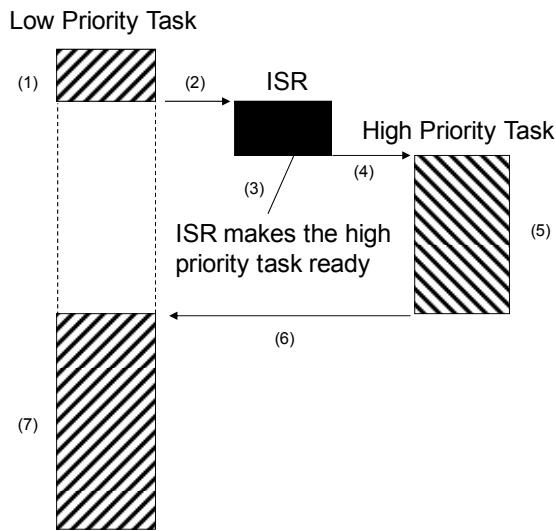 Low Priority Task
(1)
(2)
ISR
High Priority Task
(3)
(4)
ISR makes the high
priority task ready
(5)
(6)
(7)